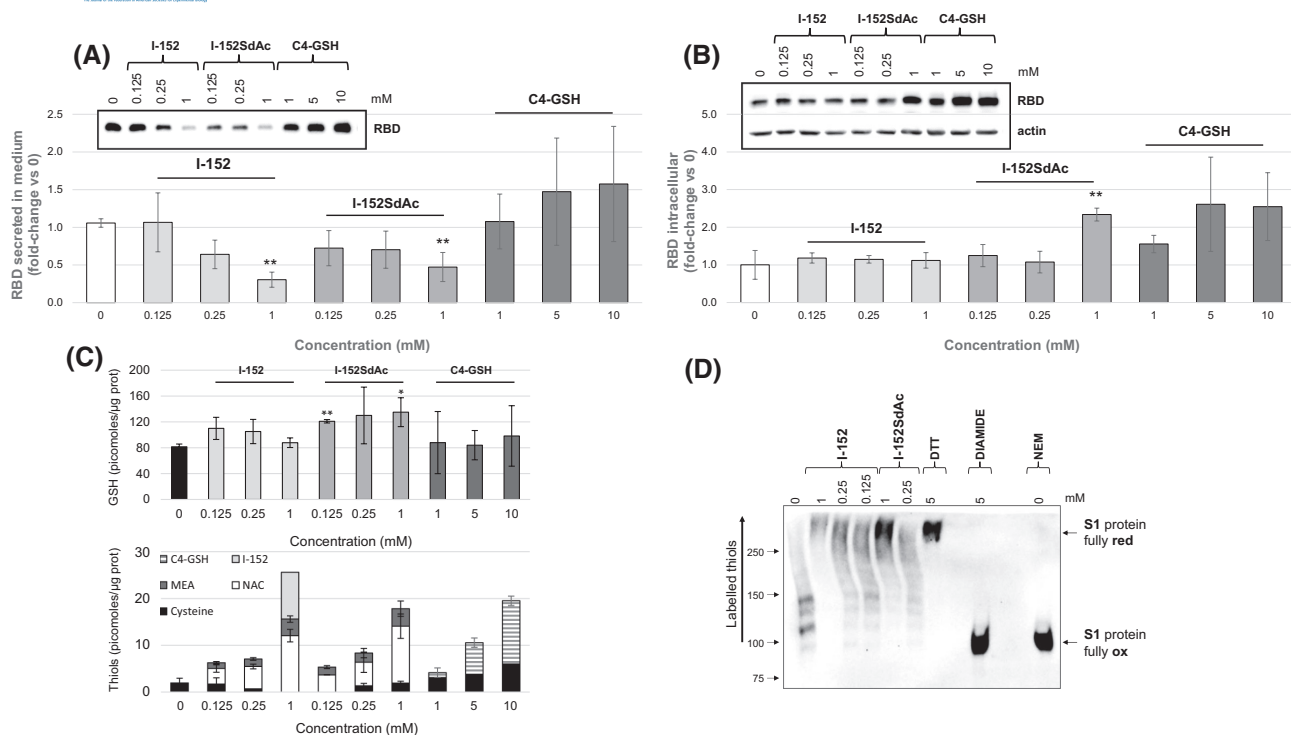 (A)
I-152 I-152SdAc C4-GSH
0 0.125 0.25 1 0.125 0.25 1 1 5 10 mM
RBD
RBD secreted in medium
(fold-change vs 0)
2.5
2.0
1.5
1.0
0.5
0.0
I-152
I-152SdAc
C4-GSH
**
**
0 0.125 0.25 1 0.125 0.25 1 1 5 10
Concentration (mM)
(B)
I-152 I-152SdAc C4-GSH
0 0.125 0.25 1 0.125 0.25 1 1 5 10 mM
RBD
actin
RBD intracellular
(fold-change vs 0)
5.0
4.0
3.0
2.0
1.0
0.0
I-152
I-152SdAc
C4-GSH
**
0 0.125 0.25 1 0.125 0.25 1 1 5 10
Concentration (mM)
(C)
GSH (picomoles/µg prot)
200
160
120
80
40
0
I-152 I-152SdAc C4-GSH
** *
0 0.125 0.25 1 0.125 0.25 1 1 5 10
Concentration (mM)
Thiols (picomoles/µg prot)
30
20
10
0
C4-GSH I-152
MEA NAC
Cysteine
0 0.125 0.25 1 0.125 0.25 1 1 5 10
Concentration (mM)
(D)
I-152 I-152SdAc DTT DIAMIDE NEM
0 1 0.25 0.125 1 0.25 5 5 0 mM
Labelled thiols
250
150
100
75
S1 protein
fully red
S1 protein
fully ox